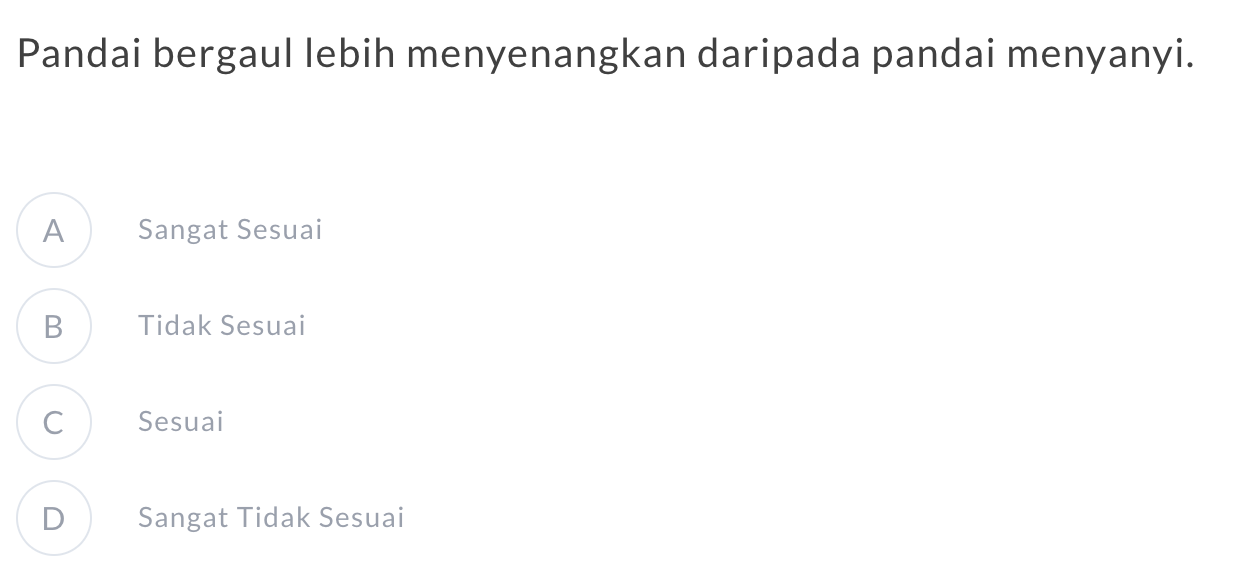 Pandai bergaul lebih menyenangkan daripada pandai menyanyi.
A Sangat Sesuai
B Tidak Sesuai
C Sesuai
D Sangat Tidak Sesuai